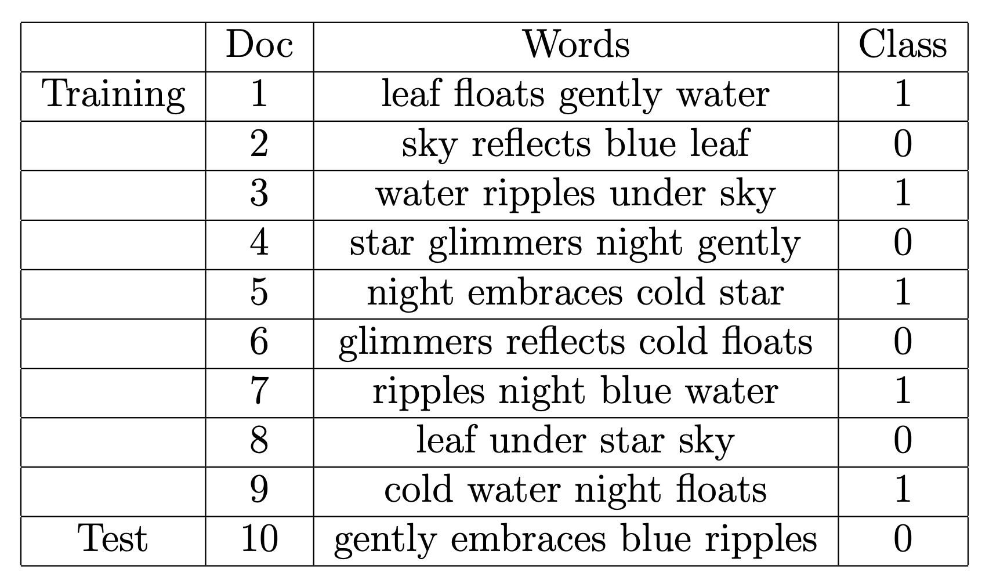 Doc Words Class
Training 1 leaf floats gently water 1
2 sky reflects blue leaf 0
3 water ripples under sky 1
4 star glimmers night gently 0
5 night embraces cold star 1
6 glimmers reflects cold floats 0
7 ripples night blue water 1
8 leaf under star sky 0
9 cold water night floats 1
Test 10 gently embraces blue ripples 0